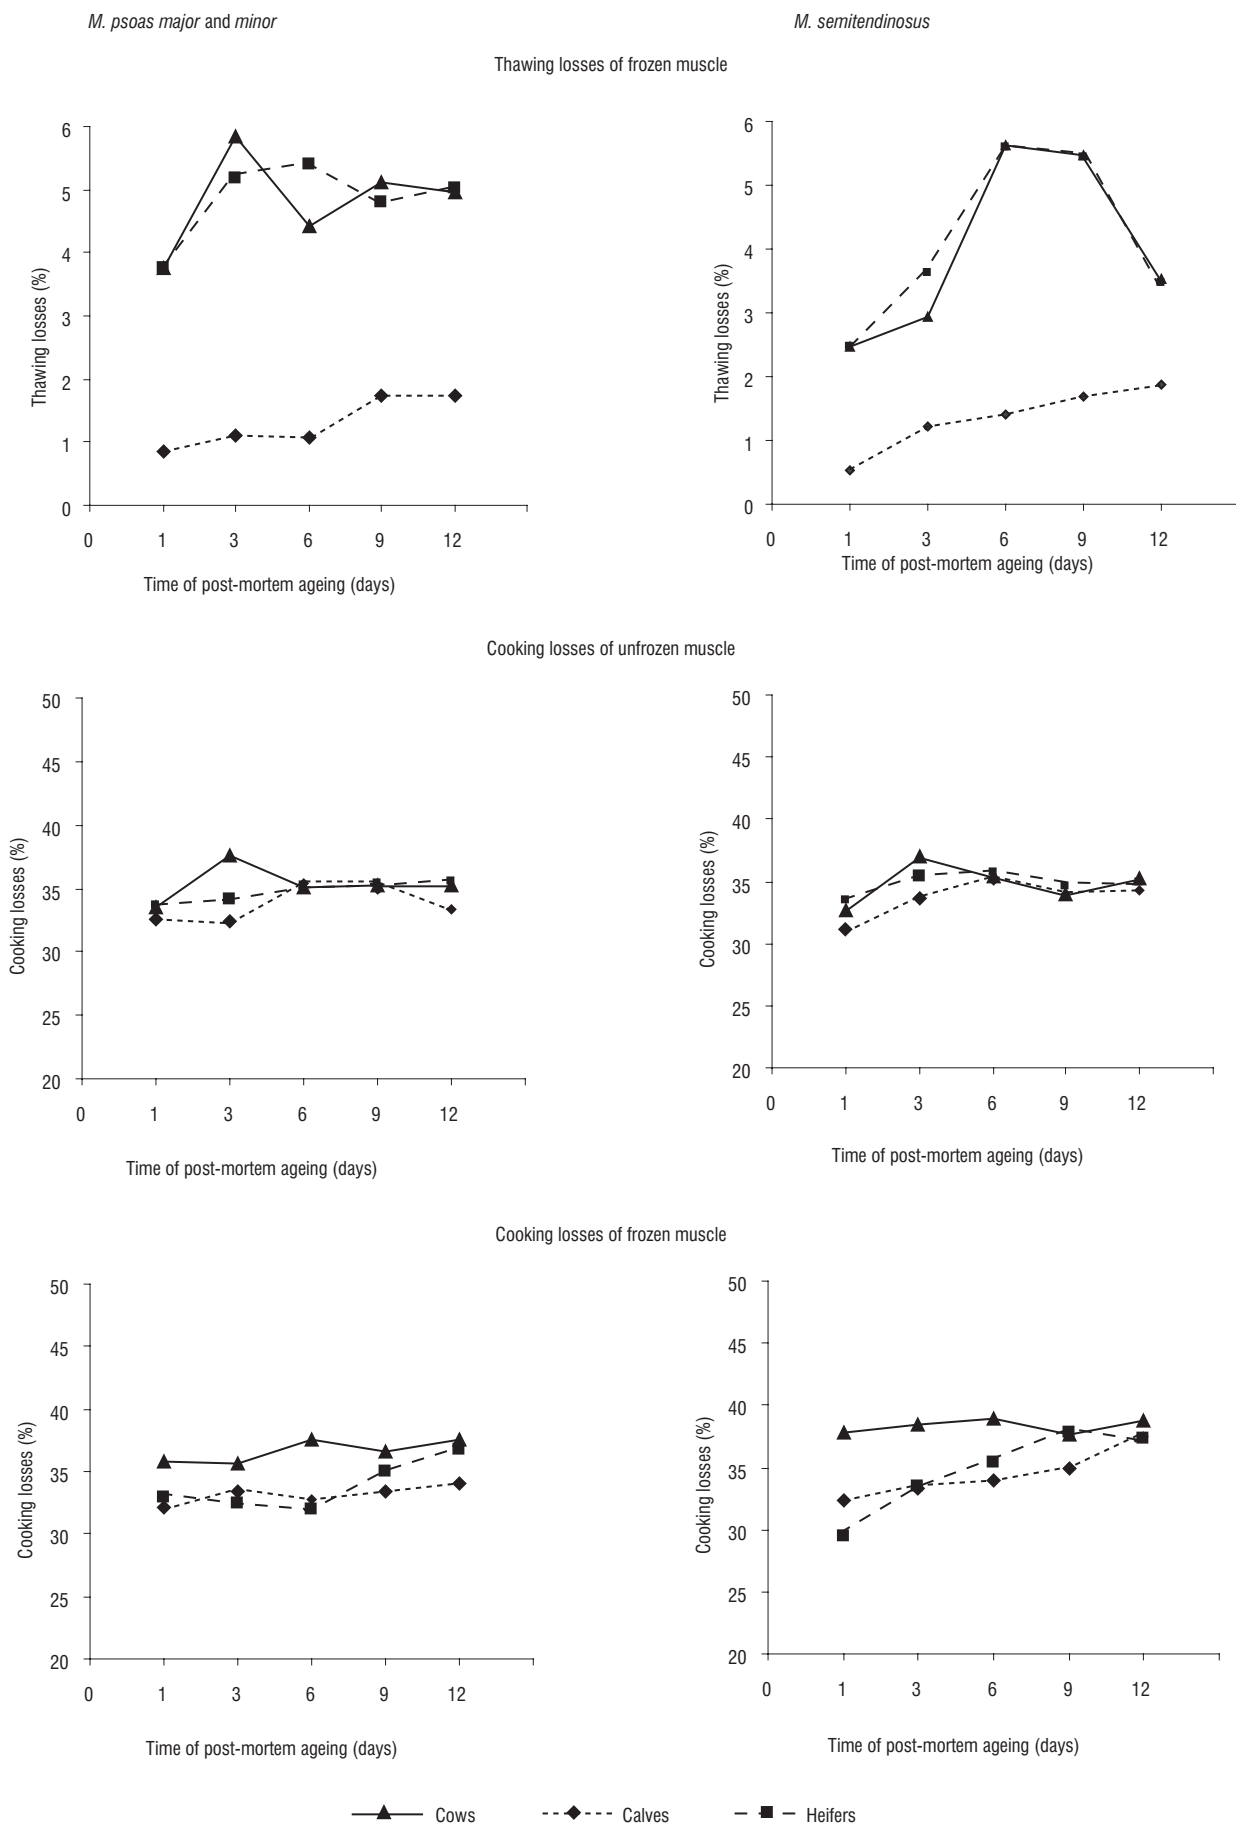 M. psoas major and minor
M. semitendinosus
Thawing losses of frozen muscle
6
5
4
3
2
1
0
Thawing losses (%)
0 1 3 6 9 12
Time of post-mortem ageing (days)
6
5
4
3
2
1
0
Thawing losses (%)
0 1 3 6 9 12
Time of post-mortem ageing (days)
Cooking losses of unfrozen muscle
50
45
40
35
30
25
20
Cooking losses (%)
0 1 3 6 9 12
Time of post-mortem ageing (days)
50
45
40
35
30
25
20
Cooking losses (%)
0 1 3 6 9 12
Time of post-mortem ageing (days)
Cooking losses of frozen muscle
50
45
40
35
30
25
20
Cooking losses (%)
0 1 3 6 9 12
Time of post-mortem ageing (days)
50
45
40
35
30
25
20
Cooking losses (%)
0 1 3 6 9 12
Time of post-mortem ageing (days)
Cows Calves Heifers